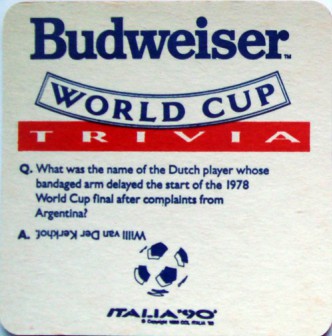 Budweiser™
WORLD CUP
TRIVIA
Q. What was the name of the Dutch player whose
bandaged arm delayed the start of the 1978
World Cup final after complaints from
Argentina?
A. Willi van Der Kerkhof.
ITALIA '90